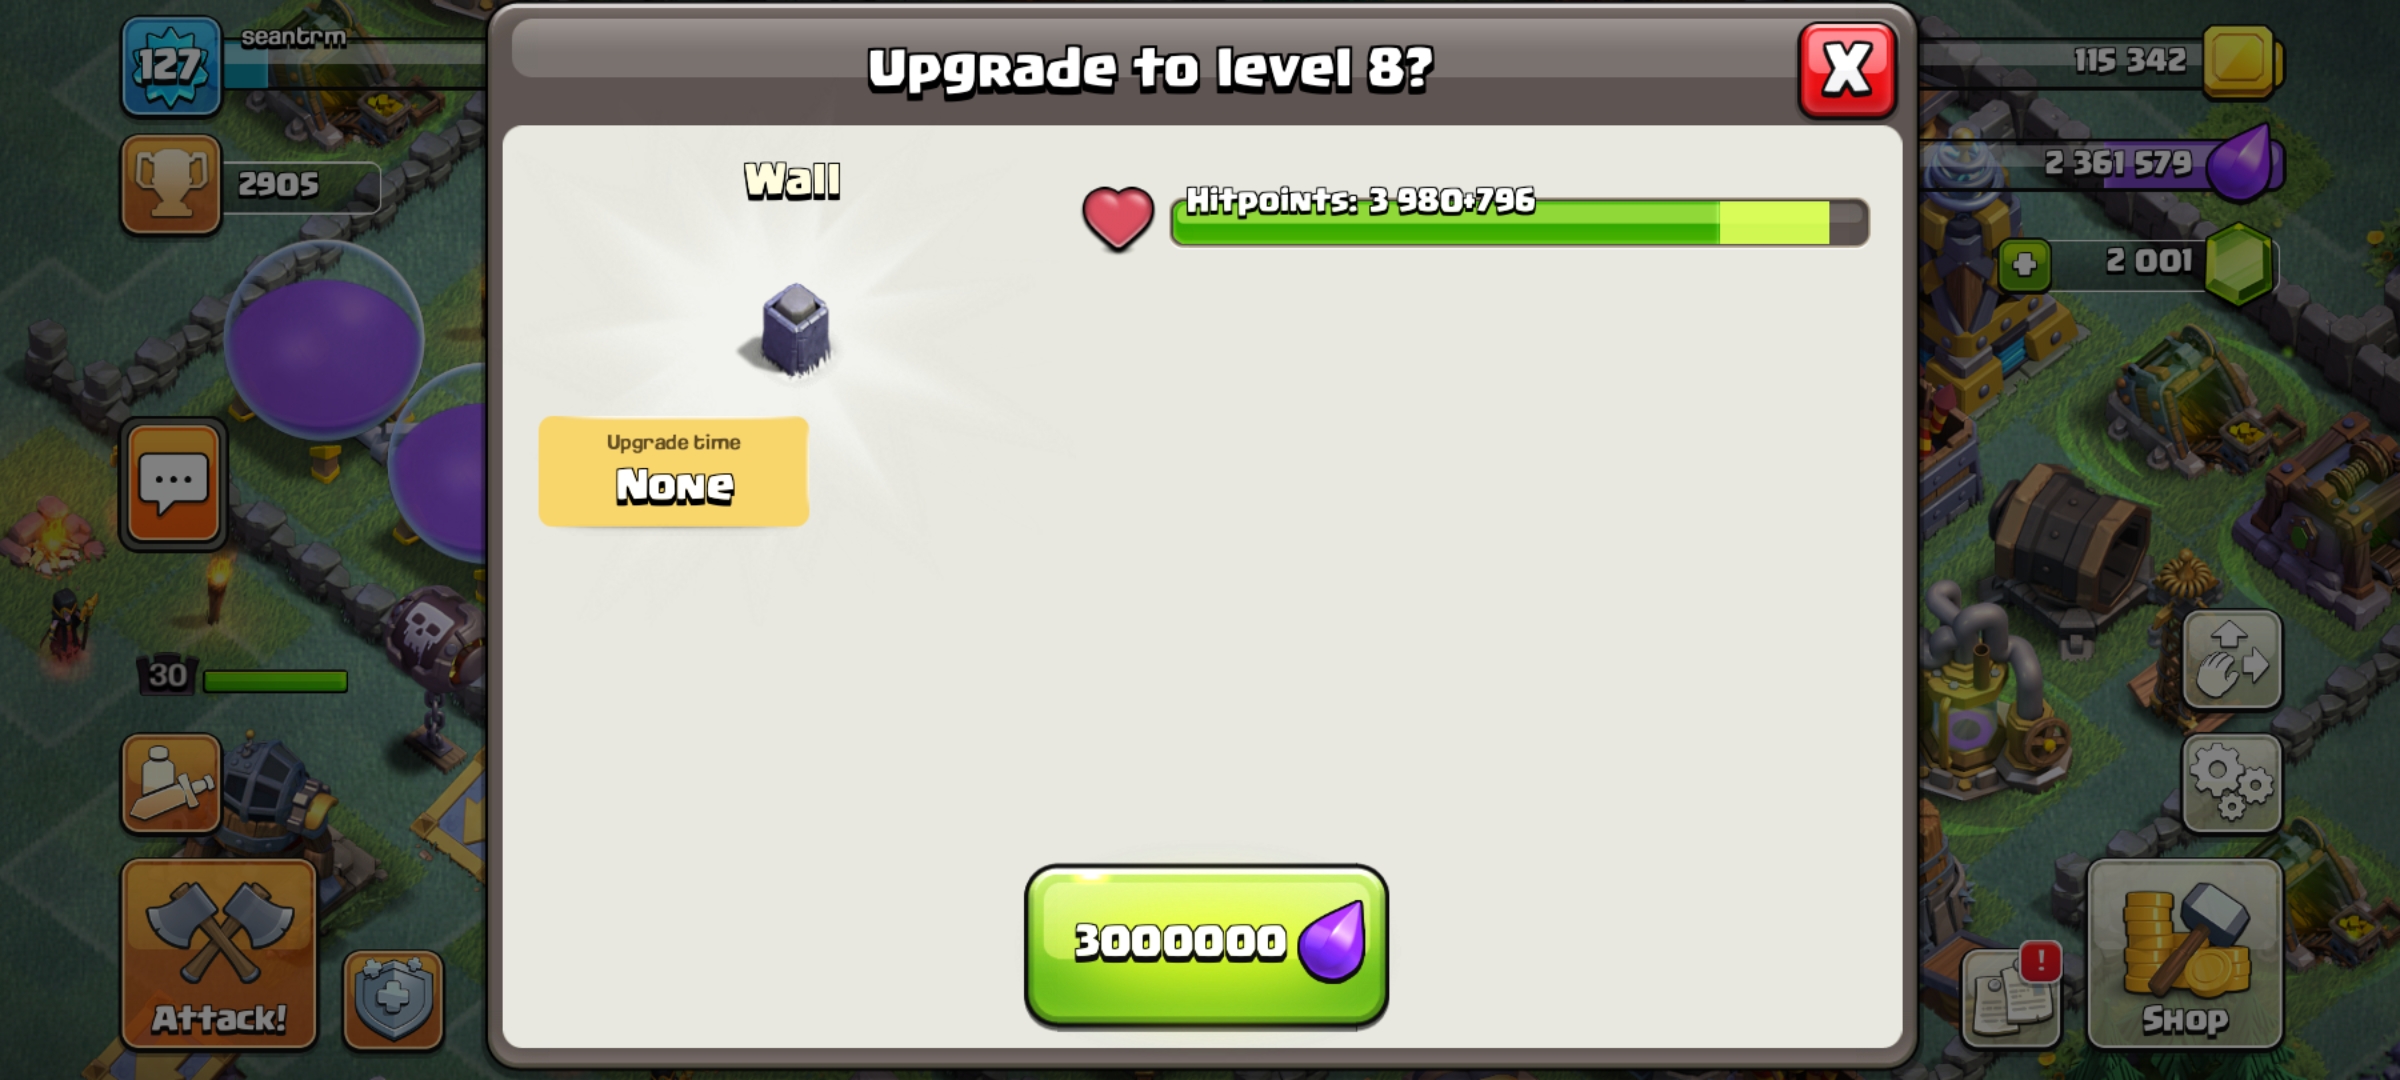 127
seantrm
2905
30
Attack!
Upgrade to level 8?
X
Wall
Hitpoints: 3 980+796
Upgrade time
None
3000000
115 342
2 361 579
2 001
!
Shop